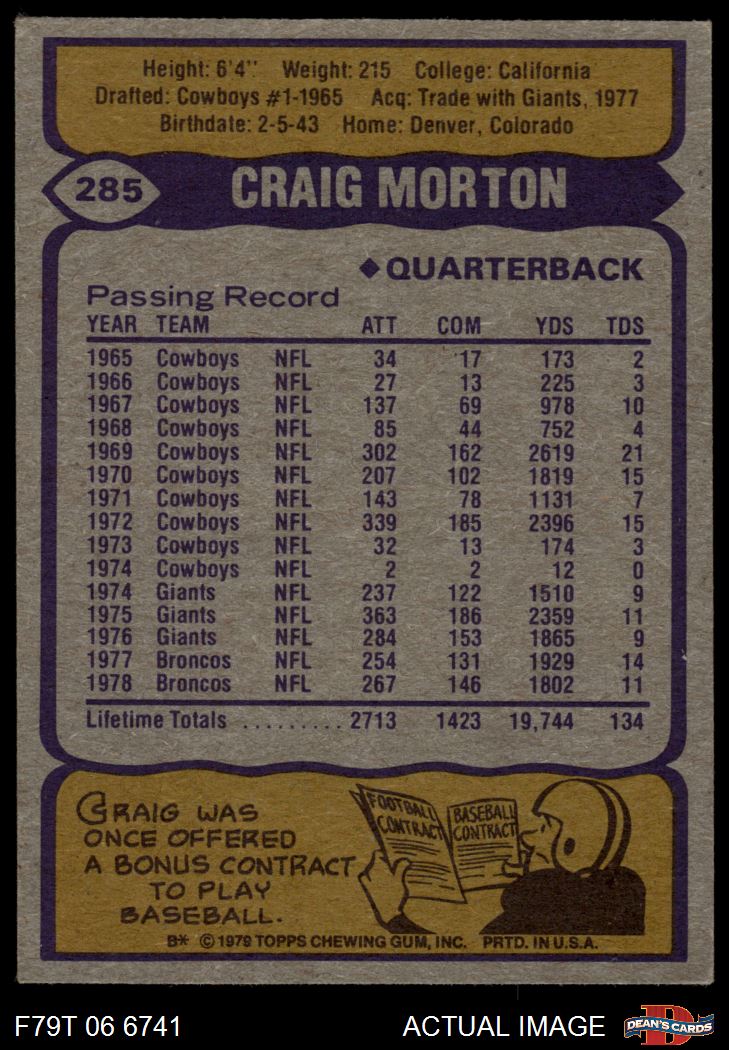 Height: 6'4" Weight: 215 College: California
Drafted: Cowboys #1-1965 Acq: Trade with Giants, 1977
Birthdate: 2-5-43 Home: Denver, Colorado
285 CRAIG MORTON
◆QUARTERBACK
Passing Record
YEAR TEAM ATT COM YDS TDS
1965 Cowboys NFL 34 17 173 2
1966 Cowboys NFL 27 13 225 3
1967 Cowboys NFL 137 69 978 10
1968 Cowboys NFL 85 44 752 4
1969 Cowboys NFL 302 162 2619 21
1970 Cowboys NFL 207 102 1819 15
1971 Cowboys NFL 143 78 1131 7
1972 Cowboys NFL 339 185 2396 15
1973 Cowboys NFL 32 13 174 3
1974 Cowboys NFL 2 2 12 0
1974 Giants NFL 237 122 1510 9
1975 Giants NFL 363 186 2359 11
1976 Giants NFL 284 153 1865 9
1977 Broncos NFL 254 131 1929 14
1978 Broncos NFL 267 146 1802 11
Lifetime Totals ......... 2713 1423 19,744 134
CRAIG WAS
ONCE OFFERED
A BONUS CONTRACT
TO PLAY
BASEBALL.
FOOTBALL
CONTRACT
BASEBALL
CONTRACT
B* © 1979 TOPPS CHEWING GUM, INC. PRTD. IN U.S.A.
F79T 06 6741 ACTUAL IMAGE
D
DEAN'S CARDS